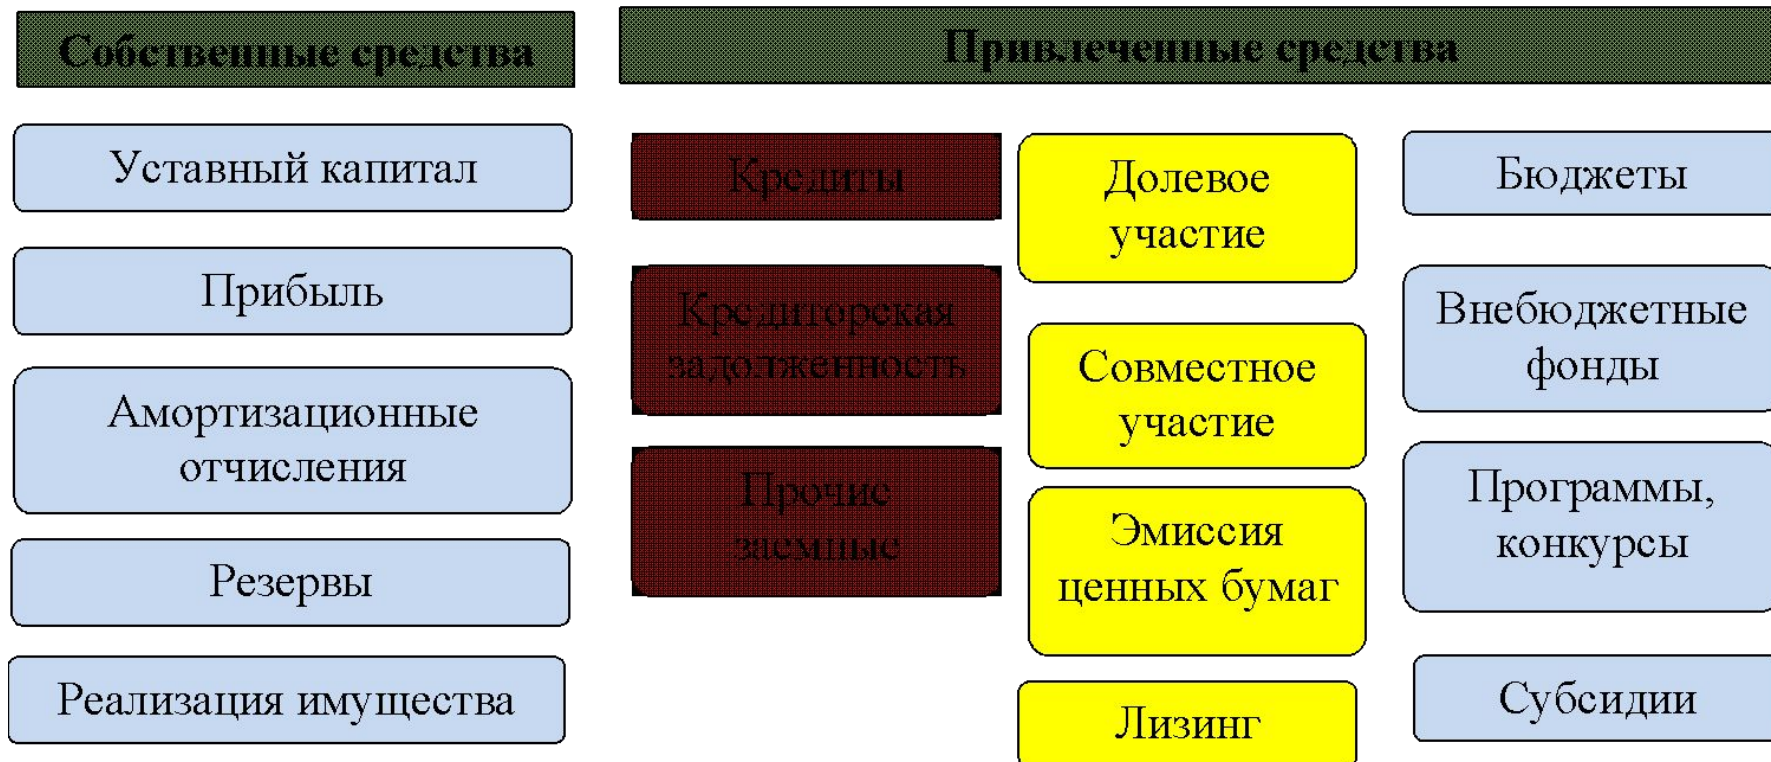 Собственные средства
Привлеченные средства
Уставный капитал
Прибыль
Амортизационные
отчисления
Резервы
Реализация имущества
Кредиты
Кредиторская
задолженность
Прочие
заемные
Долевое
участие
Совместное
участие
Эмиссия
ценных бумаг
Лизинг
Бюджеты
Внебюджетные
фонды
Программы,
конкурсы
Субсидии